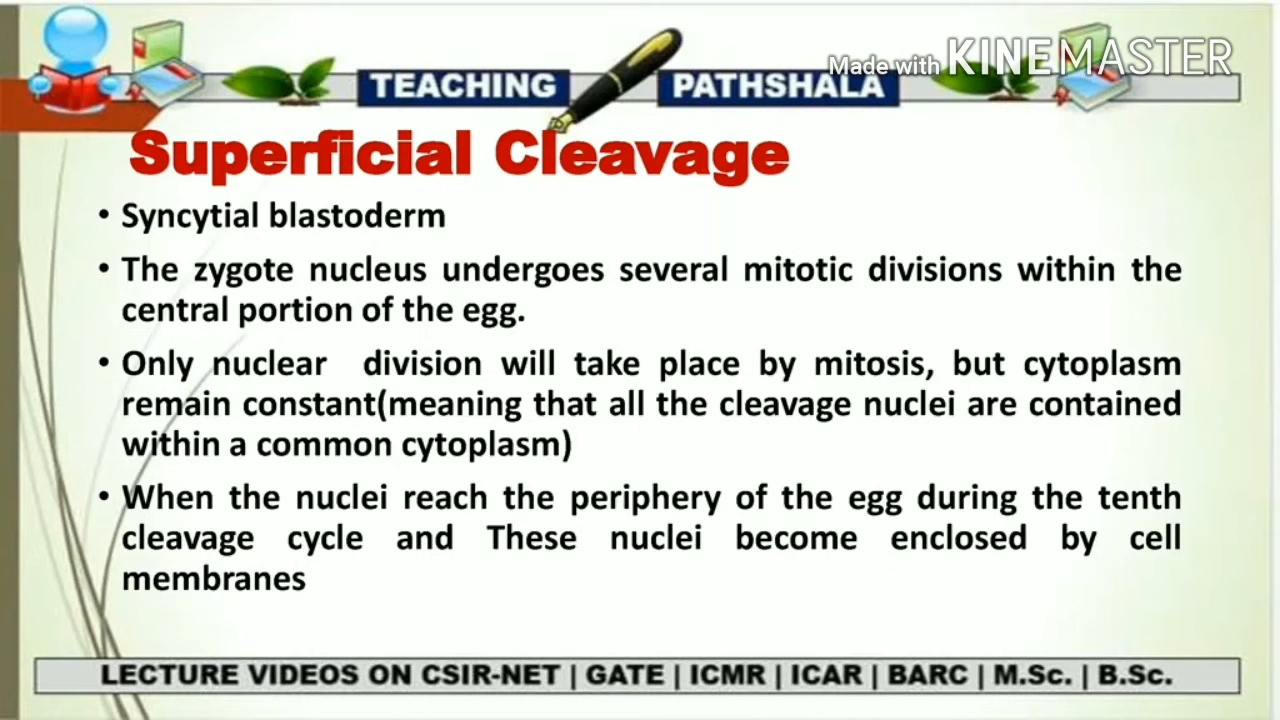 Made with KINEMASTER
TEACHING PATHSHALA
Superficial Cleavage
• Syncytial blastoderm
• The zygote nucleus undergoes several mitotic divisions within the
central portion of the egg.
• Only nuclear division will take place by mitosis, but cytoplasm
remain constant(meaning that all the cleavage nuclei are contained
within a common cytoplasm)
• When the nuclei reach the periphery of the egg during the tenth
cleavage cycle and These nuclei become enclosed by cell
membranes
LECTURE VIDEOS ON CSIR-NET | GATE | ICMR | ICAR | BARC | M.Sc. | B.Sc.